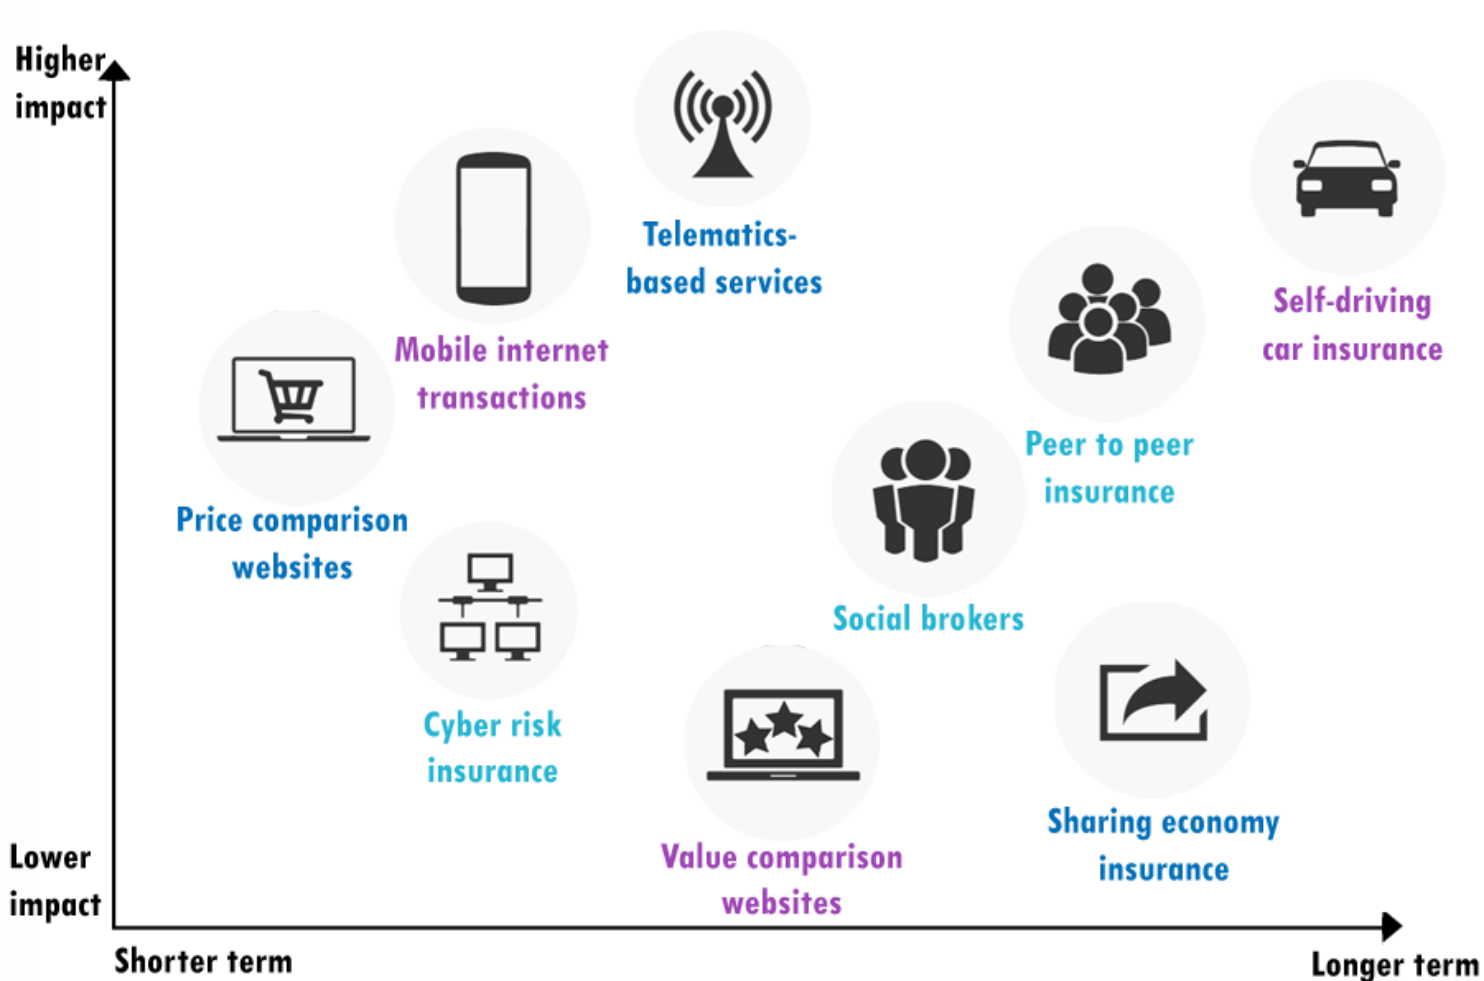 Higher
impact
Telematics-
based services
Self-driving
car insurance
Mobile internet
transactions
Peer to peer
insurance
Price comparison
websites
Social brokers
Cyber risk
insurance
Sharing economy
insurance
Value comparison
websites
Lower
impact
Shorter term
Longer term